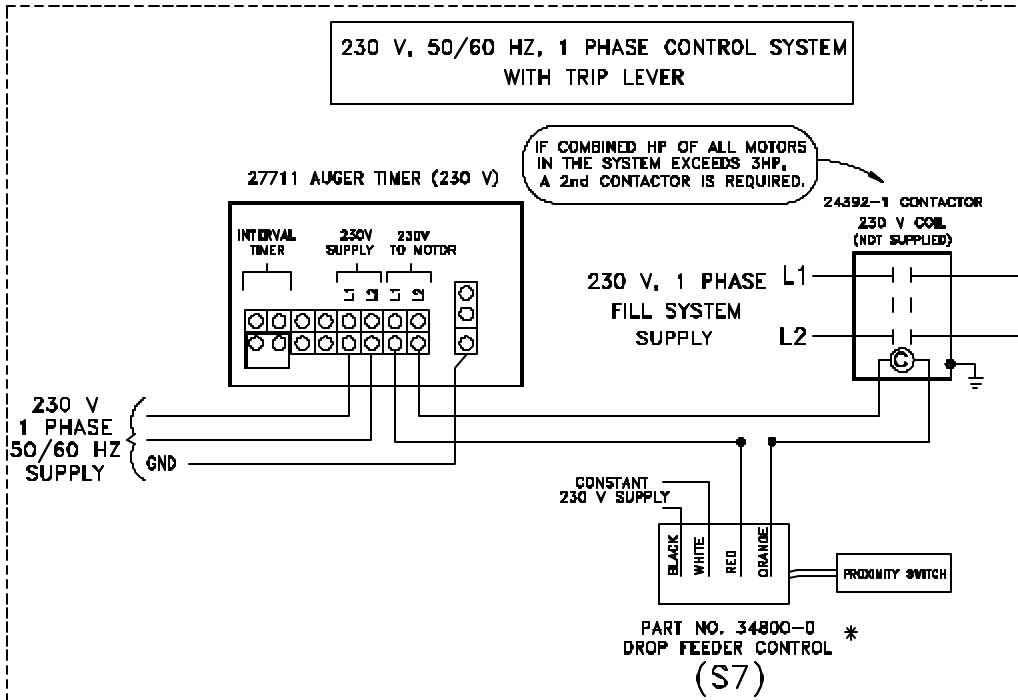 230 V, 50/60 HZ, 1 PHASE CONTROL SYSTEM
WITH TRIP LEVER
IF COMBINED HP OF ALL MOTORS
IN THE SYSTEM EXCEEDS 3HP,
A 2nd CONTACTOR IS REQUIRED.
27711 AUGER TIMER (230 V)
24392-1 CONTACTOR
230 V COIL
(NOT SUPPLIED)
INTERVAL
TIMER
230V
SUPPLY
230V
TO MOTOR
L1
L2
L1
L2
230 V, 1 PHASE
FILL SYSTEM
SUPPLY
L1
L2
C
230 V
1 PHASE
50/60 HZ
SUPPLY
GND
CONSTANT
230 V SUPPLY
BLACK
WHITE
RED
ORANGE
PROXIMITY SWITCH
PART NO. 34800-0 *
DROP FEEDER CONTROL
(S7)